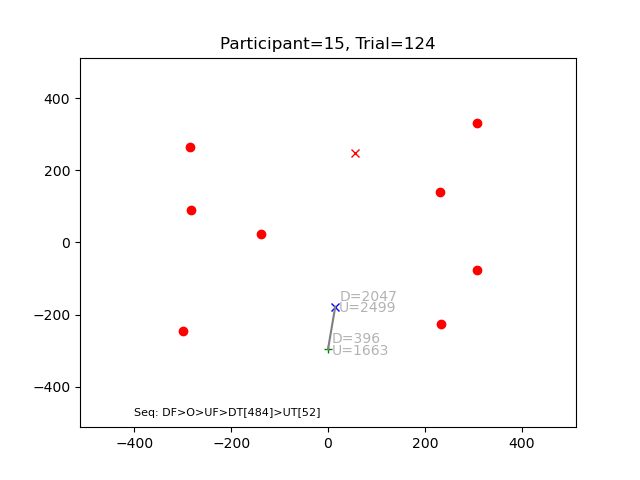 Participant=15, Trial=124
400
200
0
−200
−400
D=2047
U=2499
D=396
U=1663
Seq: DF>O>UF>DT[484]>UT[52]
−400
−200
0
200
400